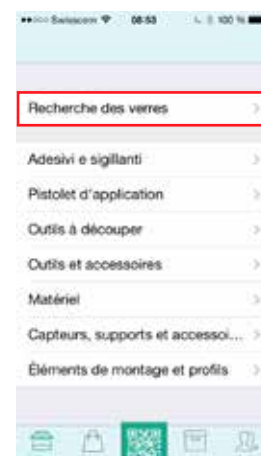 Swisscom 08:53 100 %
Recherche des verres
Adesivi e sigillanti
Pistolet d'application
Outils à découper
Outils et accessoires
Matériel
Capteurs, supports et accessoi...
Éléments de montage et profils